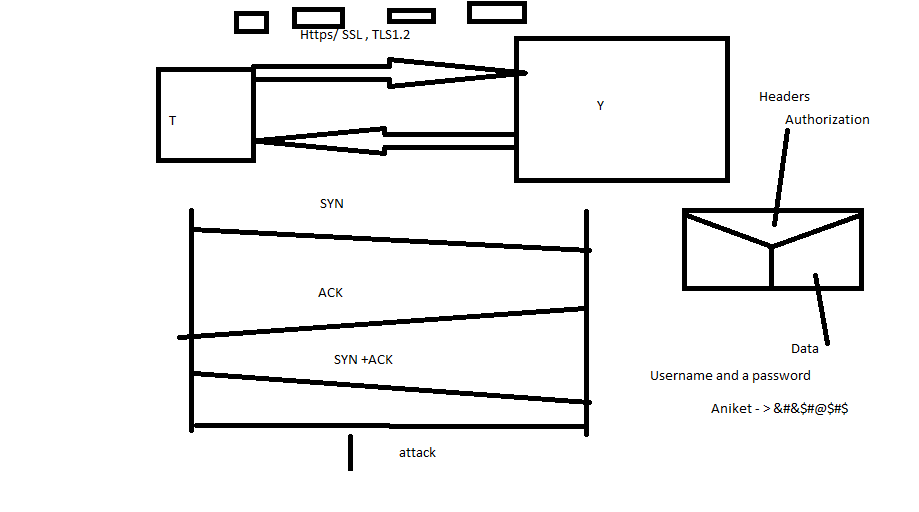 Https/ SSL , TLS1.2
T
Y
Headers
Authorization
SYN
ACK
SYN +ACK
attack
Data
Username and a password
Aniket - > &#&$#@$#$